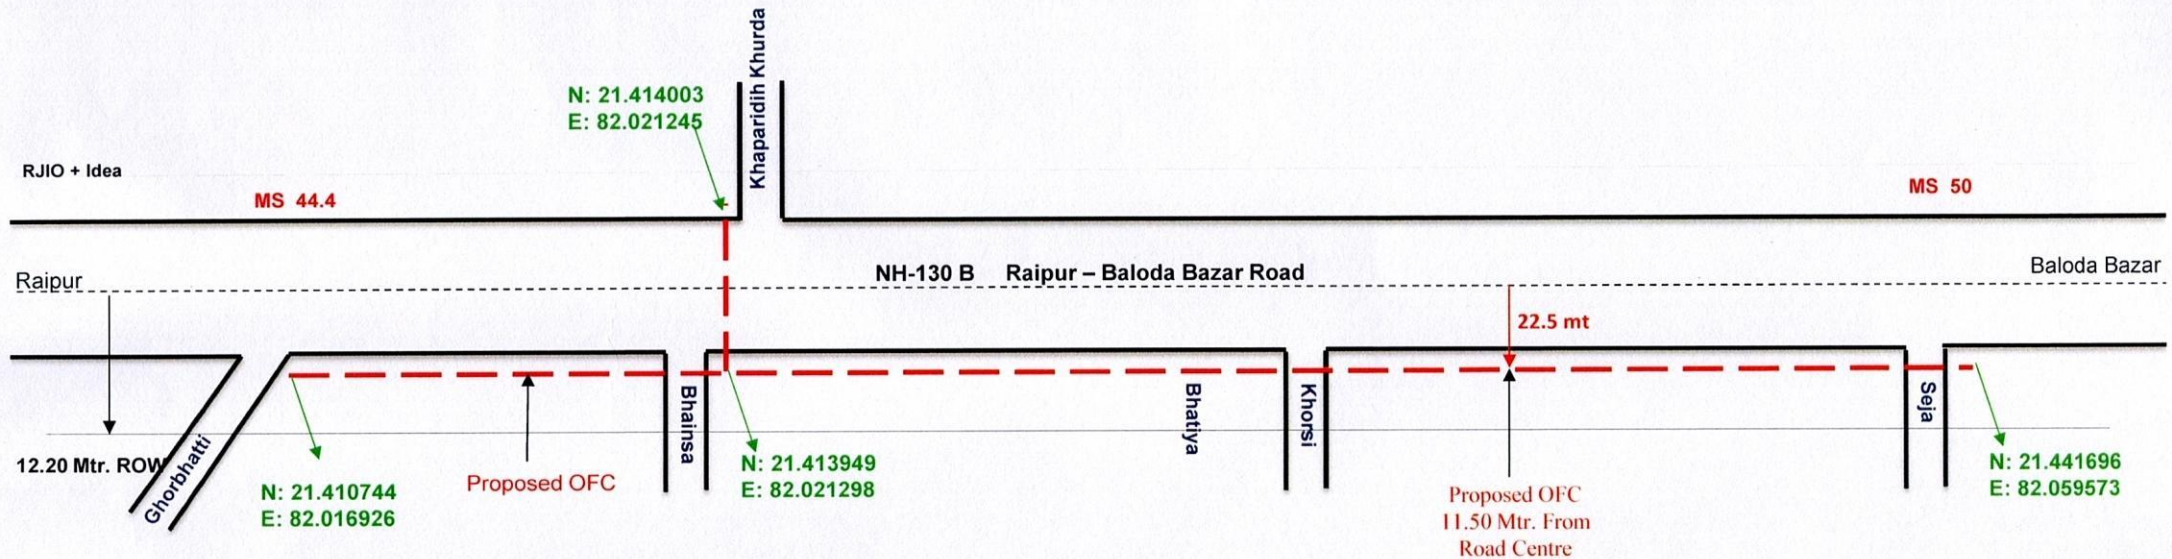 Khaparidih Khurda
N: 21.414003
E: 82.021245
RJIO + Idea
MS 44.4
MS 50
Raipur
NH-130 B Raipur – Baloda Bazar Road
Baloda Bazar
22.5 mt
12.20 Mtr. ROW
Ghorbhatti
N: 21.410744
E: 82.016926
Proposed OFC
Bhainsa
N: 21.413949
E: 82.021298
Bhatiya
Khorsi
Proposed OFC
11.50 Mtr. From
Road Centre
Seja
N: 21.441696
E: 82.059573